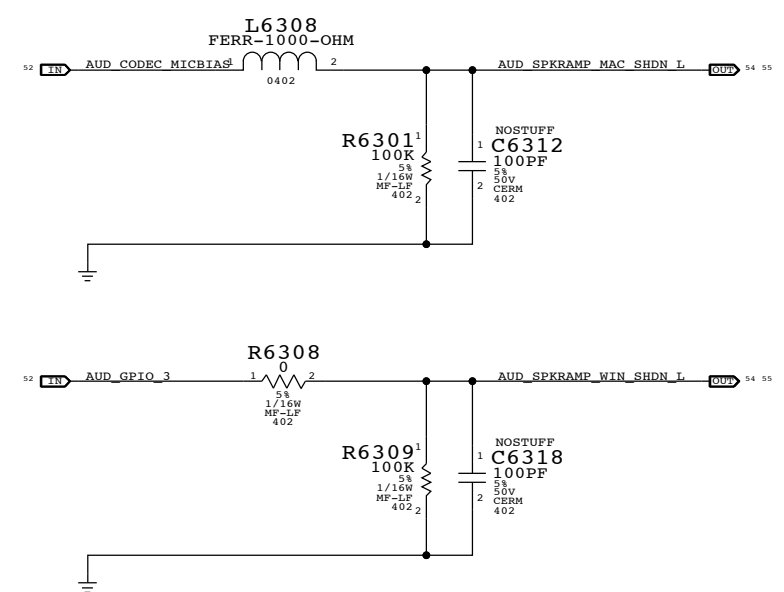 L6308
FERR-1000-OHM
52 IN AUD_CODEC_MICBIAS 1 2 AUD_SPKRAMP_MAC_SHDN_L OUT 54 55
0402
R6301 1
100K
5%
1/16W
MF-LF
402 2
NOSTUFF
1 C6312
100PF
5%
50V
2 CERM
402
R6308
0
52 IN AUD_GPIO_3 1 2 AUD_SPKRAMP_WIN_SHDN_L OUT 54 55
5%
1/16W
MF-LF
402
R6309 1
100K
5%
1/16W
MF-LF
402 2
NOSTUFF
1 C6318
100PF
5%
50V
2 CERM
402